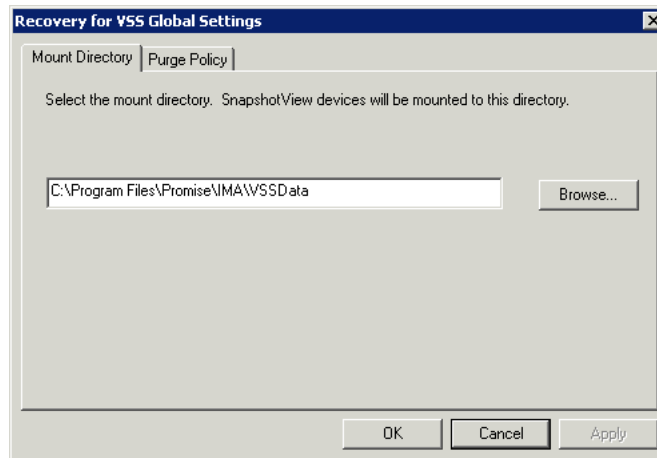 Recovery for VSS Global Settings
Mount Directory
Purge Policy
Select the mount directory.  SnapshotView devices will be mounted to this directory.
C:\Program Files\Promise\IMA\VSSData
Browse...
OK
Cancel
Apply